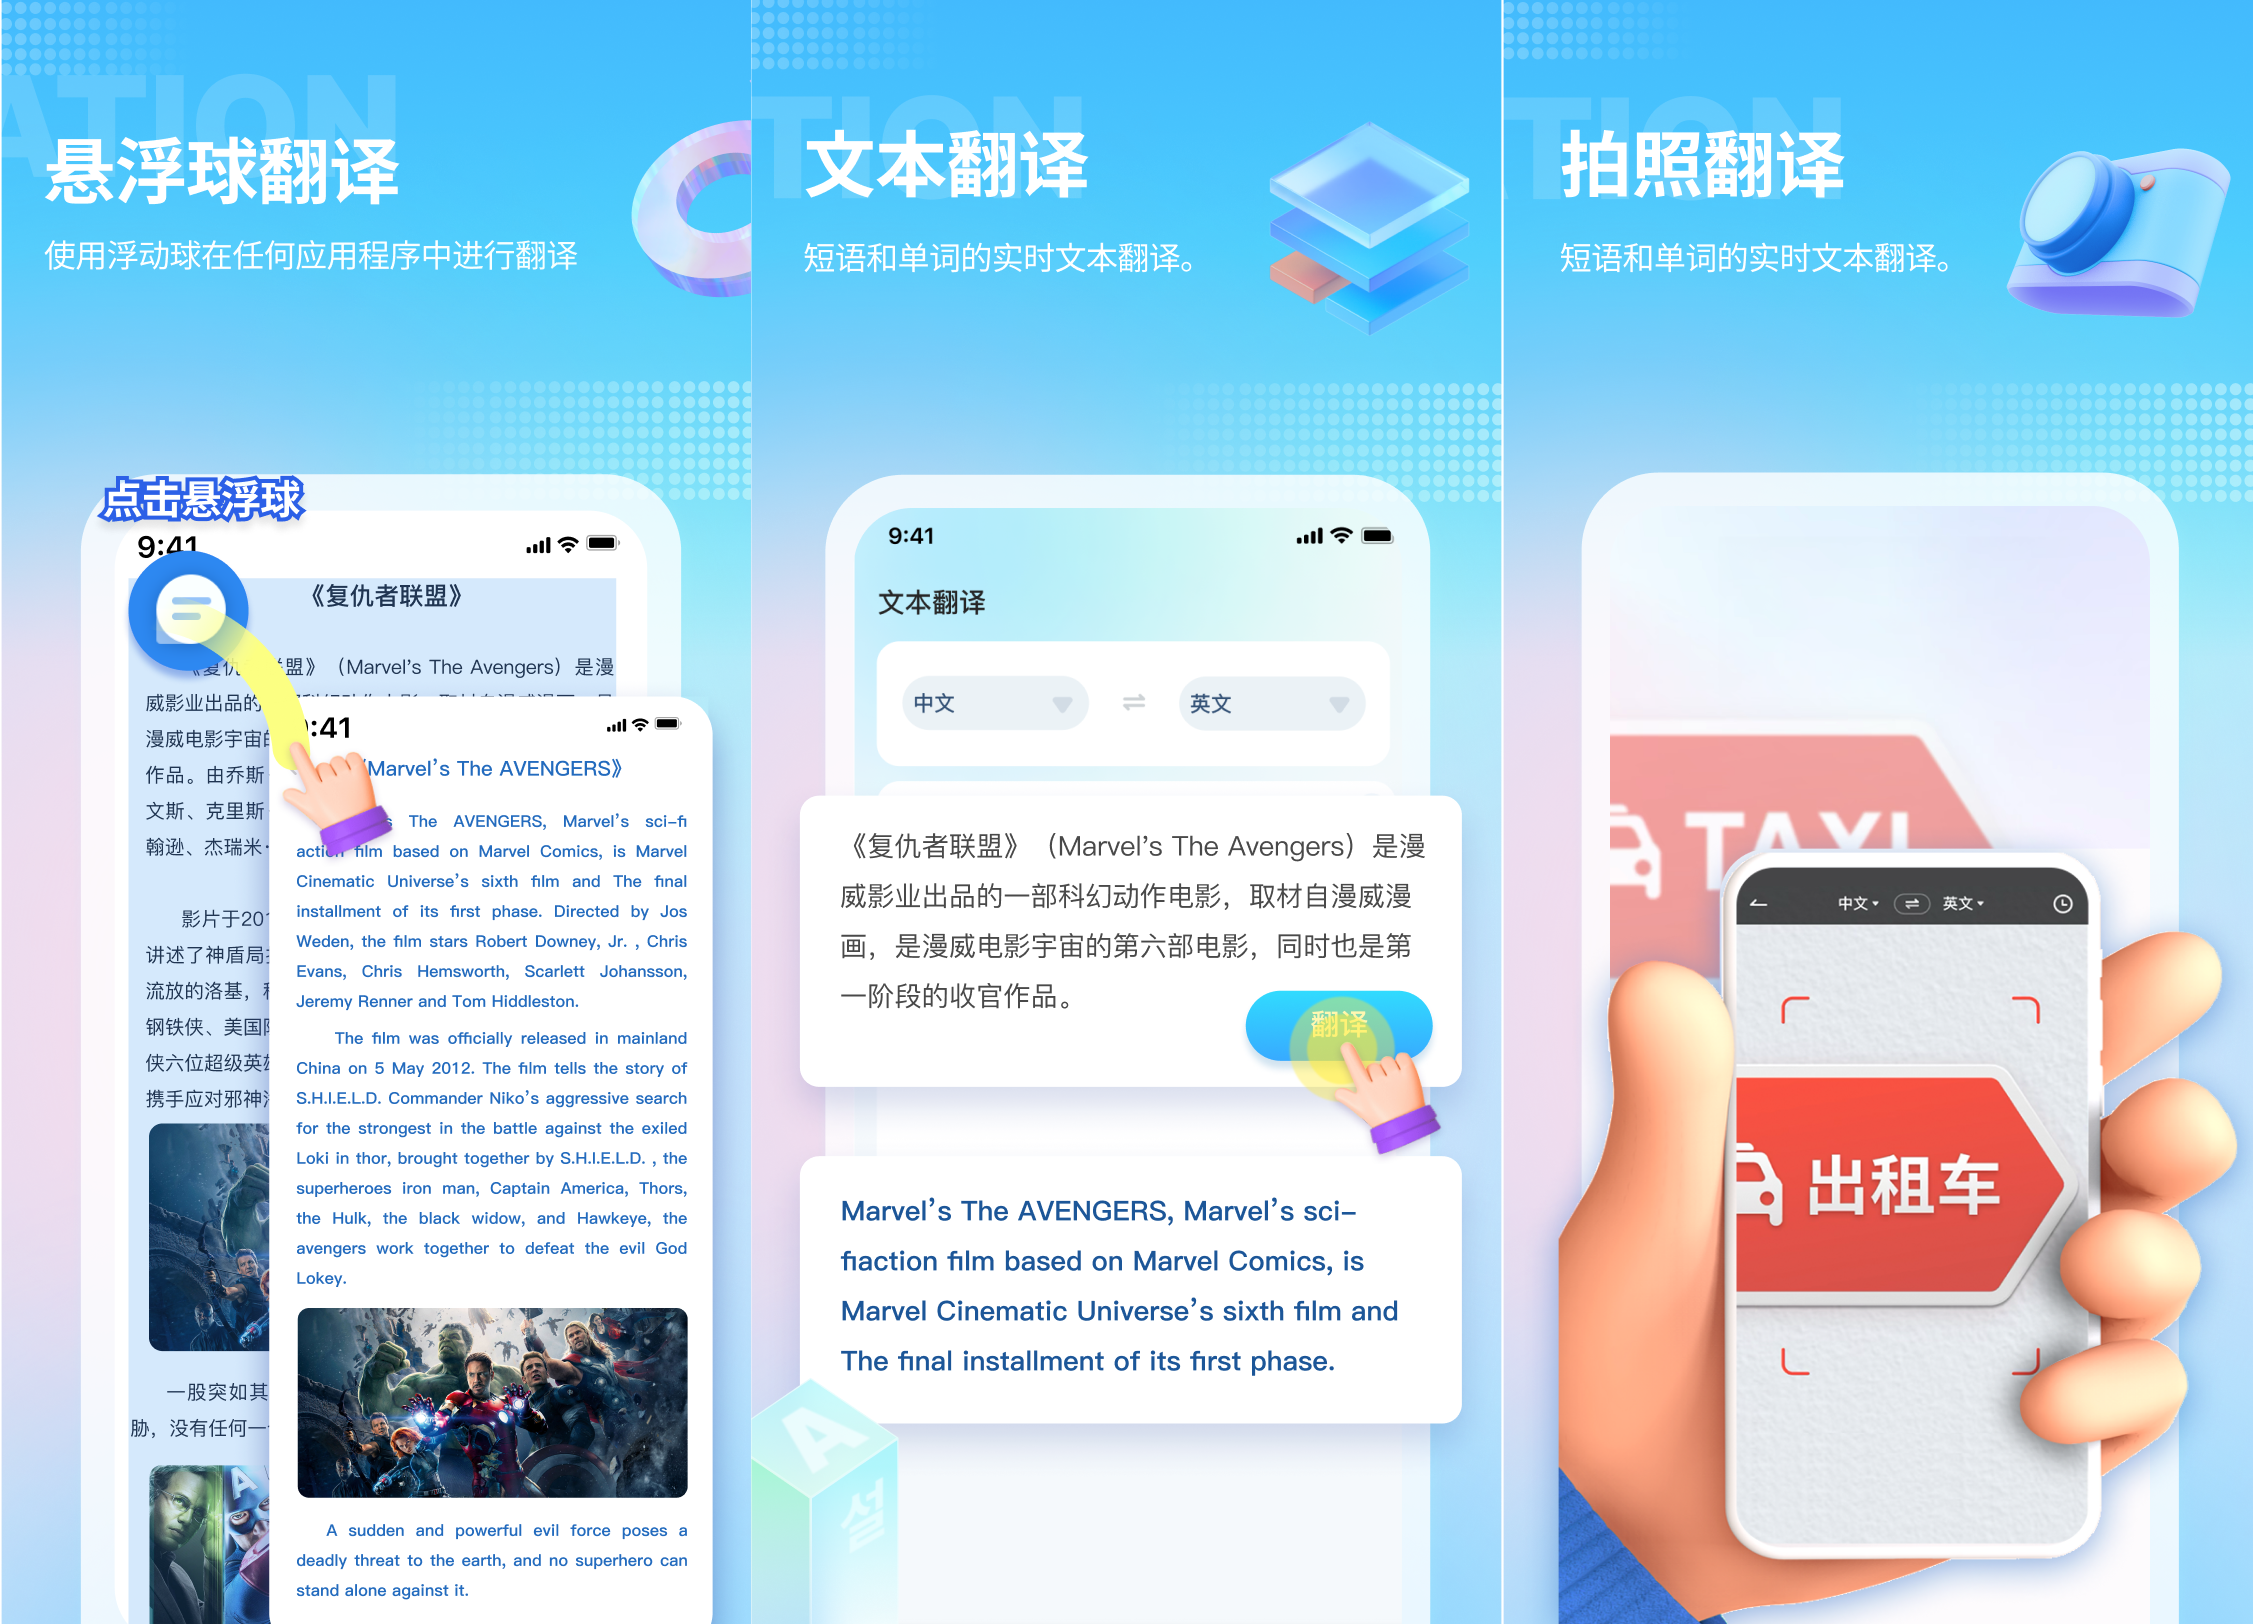 ATION
悬浮球翻译
使用浮动球在任何应用程序中进行翻译
点击悬浮球
9:41
《复仇者联盟》
《复仇 盟》（Marvel's The Avengers）是漫
威影业出品的
漫威电影宇宙的
作品。由乔斯·
文斯、克里斯·
翰逊、杰瑞米·
影片于201
讲述了神盾局
流放的洛基，
钢铁侠、美国队
侠六位超级英雄
携手应对邪神洛
一股突如其
胁，没有任何一个
:41
《Marvel's The AVENGERS》
s The AVENGERS, Marvel's sci-fi
action film based on Marvel Comics, is Marvel
Cinematic Universe's sixth film and The final
installment of its first phase. Directed by Jos
Weden, the film stars Robert Downey, Jr. , Chris
Evans, Chris Hemsworth, Scarlett Johansson,
Jeremy Renner and Tom Hiddleston.
The film was officially released in mainland
China on 5 May 2012. The film tells the story of
S.H.I.E.L.D. Commander Niko's aggressive search
for the strongest in the battle against the exiled
Loki in thor, brought together by S.H.I.E.L.D. , the
superheroes iron man, Captain America, Thors,
the Hulk, the black widow, and Hawkeye, the
avengers work together to defeat the evil God
Lokey.
A sudden and powerful evil force poses a
deadly threat to the earth, and no superhero can
stand alone against it.
TION
文本翻译
短语和单词的实时文本翻译。
9:41
文本翻译
中文
英文
《复仇者联盟》（Marvel's The Avengers）是漫
威影业出品的一部科幻动作电影，取材自漫威漫
画，是漫威电影宇宙的第六部电影，同时也是第
一阶段的收官作品。
翻译
Marvel's The AVENGERS, Marvel's sci-
fiaction film based on Marvel Comics, is
Marvel Cinematic Universe's sixth film and
The final installment of its first phase.
A
설
TION
拍照翻译
短语和单词的实时文本翻译。
TAXI
中文
英文
出租车